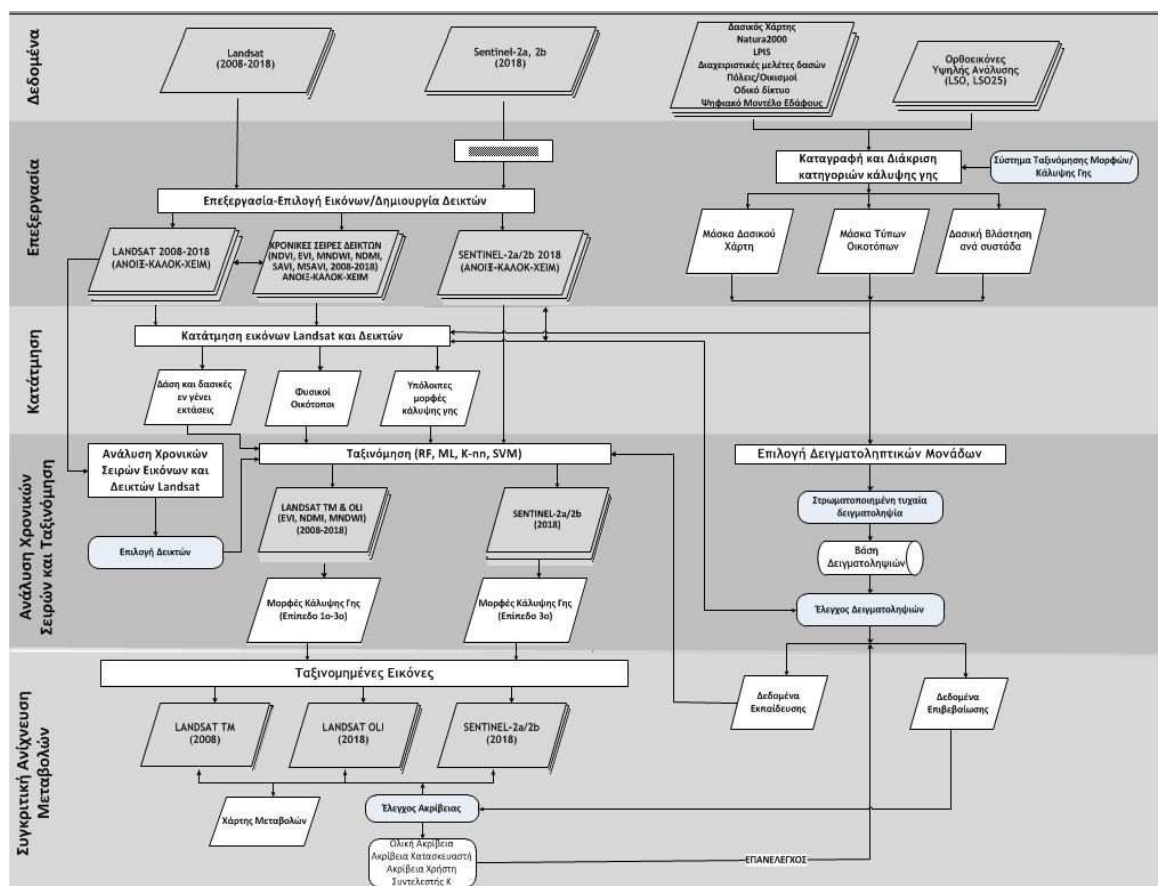 Δεδομένα
Landsat
(2008-2018)
Sentinel-2a, 2b
(2018)
Δασικός Χάρτης
Natura2000
LPIS
Διαχειριστικές μελέτες δασών
Πόλεις/Οικισμοί
Οδικό δίκτυο
Ψηφιακό Μοντέλο Εδάφους
Ορθοεικόνες
Υψηλής Ανάλυσης
(LSO, LSO25)
Επεξεργασία
Καταγραφή και Διάκριση
κατηγοριών κάλυψης γης
Σύστημα Ταξινόμησης Μορφών/
Κάλυψης Γης
Επεξεργασία-Επιλογή Εικόνων/Δημιουργία Δεικτών
LANDSAT 2008-2018
(ΑΝΟΙΞ-ΚΑΛΟΚ-ΧΕΙΜ)
ΧΡΟΝΙΚΕΣ ΣΕΙΡΕΣ ΔΕΙΚΤΩΝ
(NDVI, EVI, MNDWI, NDMI,
SAVI, MSAVI, 2008-2018)
ΑΝΟΙΞ-ΚΑΛΟΚ-ΧΕΙΜ
SENTINEL-2a/2b 2018
(ΑΝΟΙΞ-ΚΑΛΟΚ-ΧΕΙΜ)
Μάσκα Δασικού
Χάρτη
Μάσκα Τύπων
Οικοτόπων
Δασική Βλάστηση
ανά συστάδα
Κατάτμηση
Κατάτμηση εικόνων Landsat και Δεικτών
Δάση και δασικές
εν γένει
εκτάσεις
Φυσικοί
Οικότοποι
Υπόλοιπες
μορφές
κάλυψης γης
Ανάλυση Χρονικών
Σειρών και Ταξινόμηση
Ανάλυση Χρονικών
Σειρών Εικόνων και
Δεικτών Landsat
Ταξινόμηση (RF, ML, K-nn, SVM)
Επιλογή Δειγματοληπτικών Μονάδων
Επιλογή Δεικτών
LANDSAT TM & OLI
(EVI, NDMI, MNDWI)
(2008-2018)
SENTINEL-2a/2b
(2018)
Στρωματοποιημένη τυχαία
δειγματοληψία
Βάση
Δειγματοληψιών
Μορφές Κάλυψης Γης
(Επίπεδο 1ο-3ο)
Μορφές Κάλυψης Γης
(Επίπεδο 3ο)
Έλεγχος Δειγματοληψιών
Συγκριτική Ανίχνευση
Μεταβολών
Ταξινομημένες Εικόνες
LANDSAT TM
(2008)
LANDSAT OLI
(2018)
SENTINEL-2a/2b
(2018)
Δεδομένα
Εκπαίδευσης
Δεδομένα
Επιβεβαίωσης
Χάρτης Μεταβολών
Έλεγχος Ακρίβειας
Ολική Ακρίβεια
Ακρίβεια Κατασκευαστή
Ακρίβεια Χρήστη
Συντελεστής Κ
ΕΠΑΝΕΛΕΓΧΟΣ